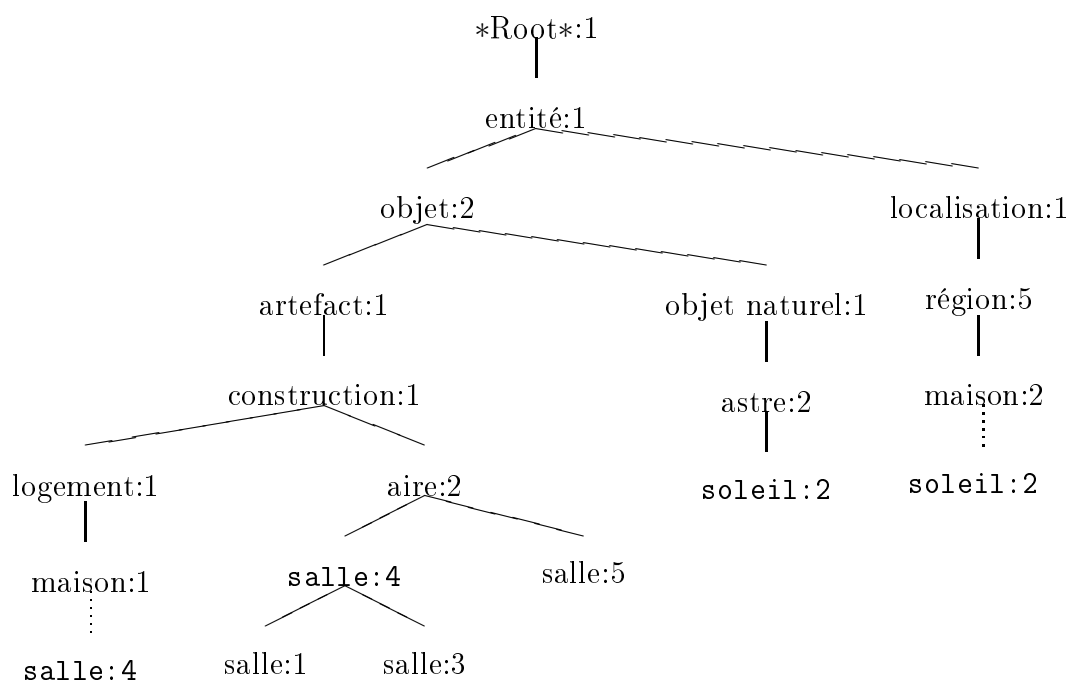 *Root*:1
entité:1
objet:2 localisation:1
artefact:1 objet naturel:1 région:5
construction:1 astre:2 maison:2
logement:1 aire:2 soleil:2 soleil:2
maison:1 salle:4 salle:5
salle:4 salle:1 salle:3